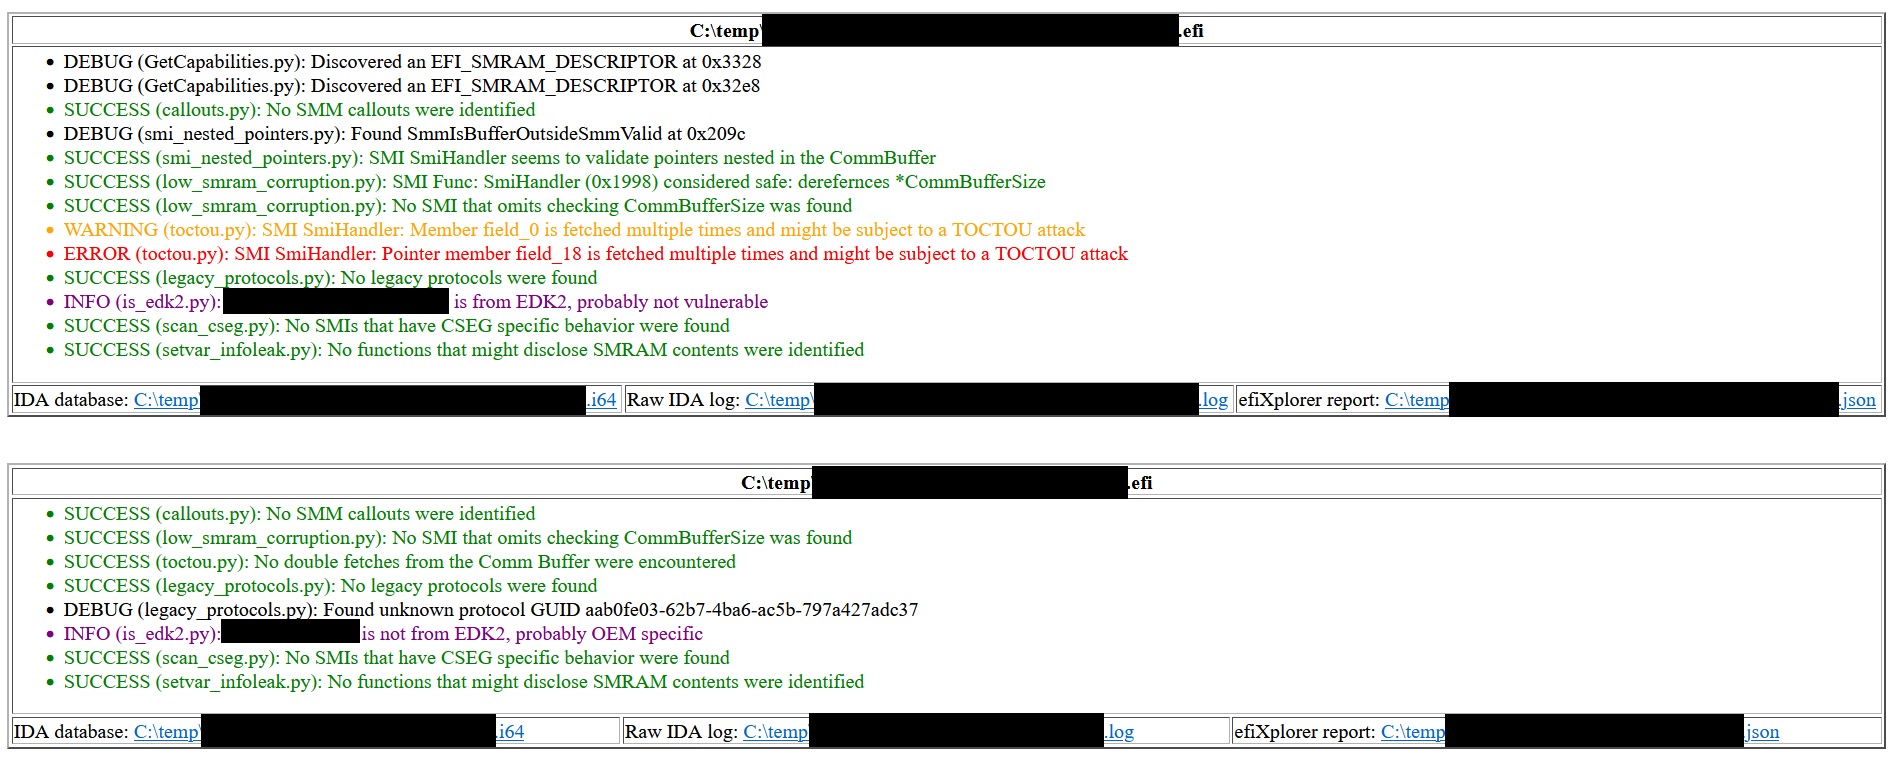 C:\temp\ .efi
DEBUG (GetCapabilities.py): Discovered an EFI_SMRAM_DESCRIPTOR at 0x3328
DEBUG (GetCapabilities.py): Discovered an EFI_SMRAM_DESCRIPTOR at 0x32e8
SUCCESS (callouts.py): No SMM callouts were identified
DEBUG (smi_nested_pointers.py): Found SmmIsBufferOutsideSmmValid at 0x209c
SUCCESS (smi_nested_pointers.py): SMI SmiHandler seems to validate pointers nested in the CommBuffer
SUCCESS (low_smram_corruption.py): SMI Func: SmiHandler (0x1998) considered safe: derefernces *CommBufferSize
SUCCESS (low_smram_corruption.py): No SMI that omits checking CommBufferSize was found
WARNING (toctou.py): SMI SmiHandler: Member field_0 is fetched multiple times and might be subject to a TOCTOU attack
ERROR (toctou.py): SMI SmiHandler: Pointer member field_18 is fetched multiple times and might be subject to a TOCTOU attack
SUCCESS (legacy_protocols.py): No legacy protocols were found
INFO (is_edk2.py): is from EDK2, probably not vulnerable
SUCCESS (scan_cseg.py): No SMIs that have CSEG specific behavior were found
SUCCESS (setvar_infoleak.py): No functions that might disclose SMRAM contents were identified
IDA database: C:\temp\ .i64 Raw IDA log: C:\temp\ .log efiXplorer report: C:\temp .json
C:\temp\ .efi
SUCCESS (callouts.py): No SMM callouts were identified
SUCCESS (low_smram_corruption.py): No SMI that omits checking CommBufferSize was found
SUCCESS (toctou.py): No double fetches from the Comm Buffer were encountered
SUCCESS (legacy_protocols.py): No legacy protocols were found
DEBUG (legacy_protocols.py): Found unknown protocol GUID aab0fe03-62b7-4ba6-ac5b-797a427adc37
INFO (is_edk2.py): is not from EDK2, probably OEM specific
SUCCESS (scan_cseg.py): No SMIs that have CSEG specific behavior were found
SUCCESS (setvar_infoleak.py): No functions that might disclose SMRAM contents were identified
IDA database: C:\temp\ .i64 Raw IDA log: C:\temp\ .log efiXplorer report: C:\temp .json